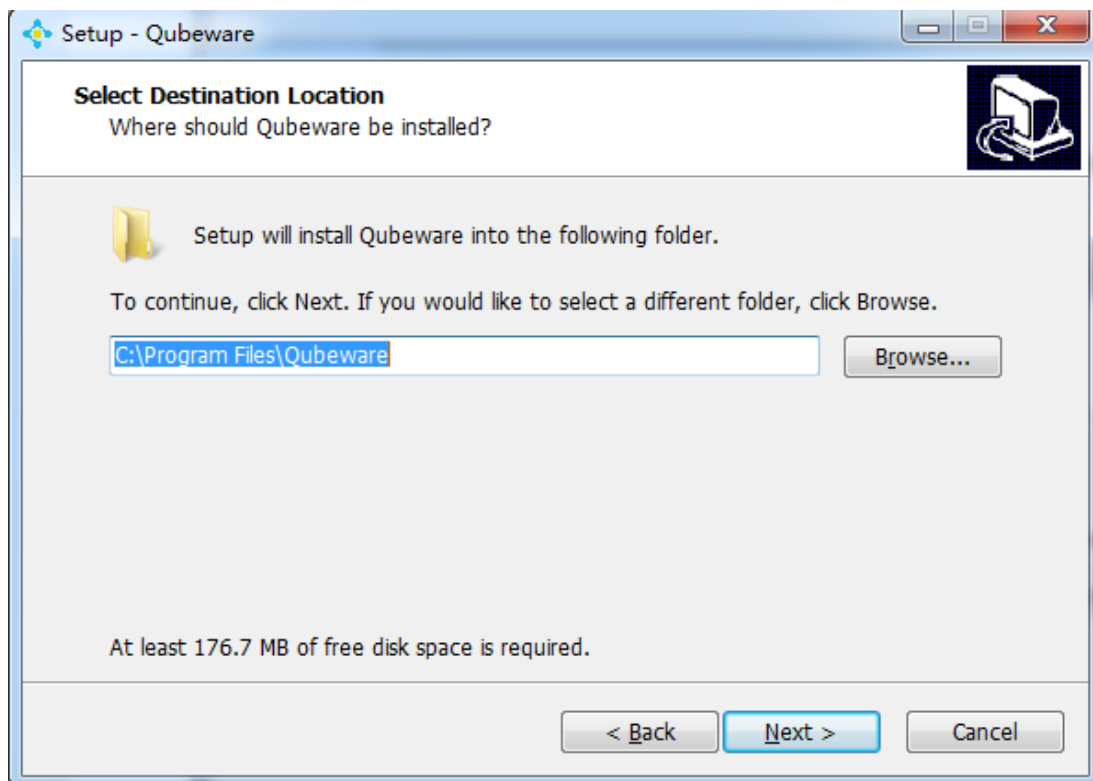 Setup - Qubeware
Select Destination Location
Where should Qubeware be installed?
Setup will install Qubeware into the following folder.
To continue, click Next. If you would like to select a different folder, click Browse.
C:\Program Files\Qubeware
Browse...
At least 176.7 MB of free disk space is required.
< Back
Next >
Cancel